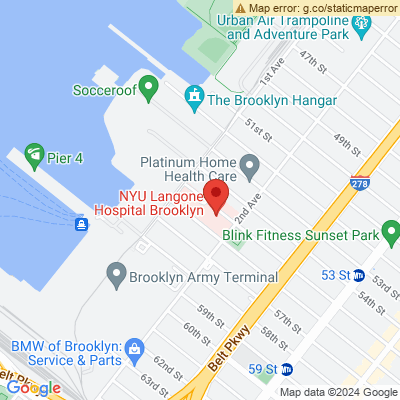 Map error: g.co/staticmaperror
Urban Air Trampoline
and Adventure Park
47th St
1st Ave
Soccerroof
The Brooklyn Hangar
51st St
49th St
Pier 4
Platinum Home
Health Care
278
NYU Langone
Hospital Brooklyn
2nd Ave
Blink Fitness Sunset Park
Brooklyn Army Terminal
53 St
53rd St
54th St
59th St
57th St
60th St
58th St
Belt Pkwy
BMW of Brooklyn:
Service & Parts
59 St
62nd St
63rd St
Belt Pkwy
Google
Map data ©2024 Google